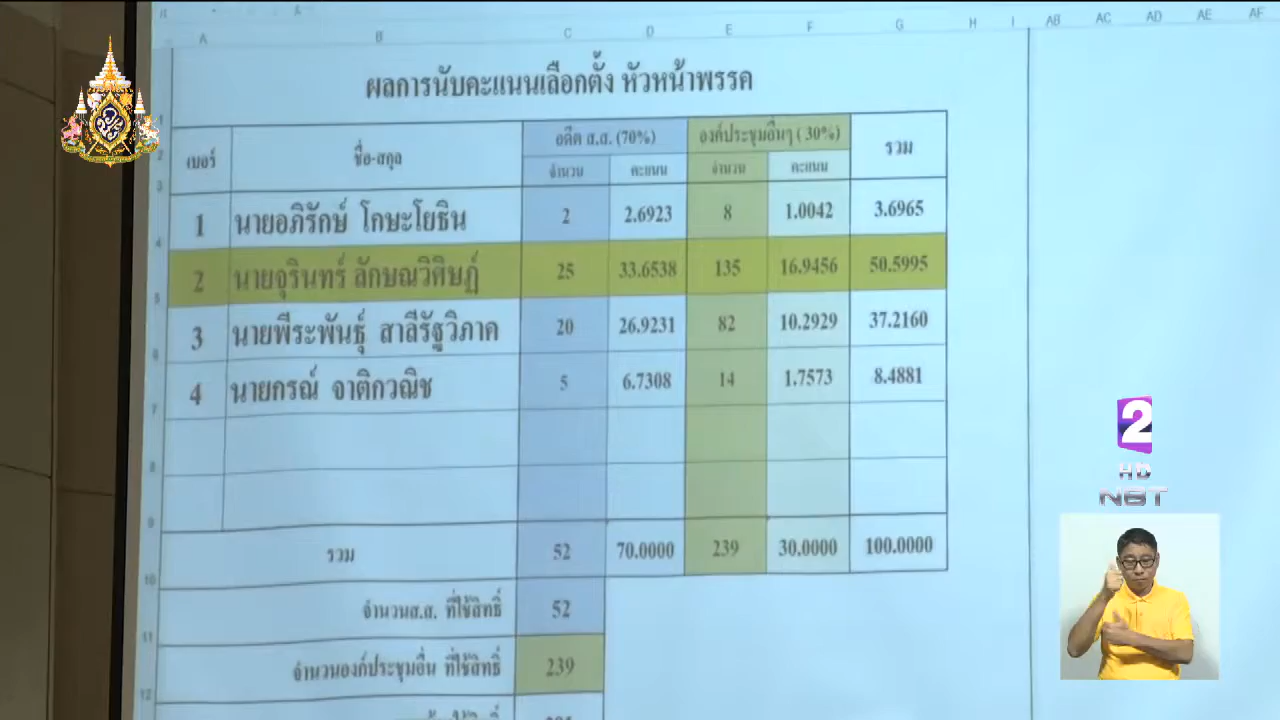 A B C D E F G H I AB AC AD AE AF
ผลการนับคะแนนเลือกตั้ง หัวหน้าพรรค
เบอร์ ชื่อ-สกุล อดีต ส.ส. (70%) องค์ประชุมอื่นๆ ( 30%) รวม
จำนวน คะแนน จำนวน คะแนน
1 นายอภิรักษ์ โกษะโยธิน 2 2.6923 8 1.0042 3.6965
2 นายจุรินทร์ ลักษณวิศิษฏ์ 25 33.6538 135 16.9456 50.5995
3 นายพีระพันธุ์ สาลีรัฐวิภาค 20 26.9231 82 10.2929 37.2160
4 นายกรณ์ จาติกวณิช 5 6.7308 14 1.7573 8.4881
รวม 52 70.0000 239 30.0000 100.0000
จำนวนส.ส. ที่ใช้สิทธิ์ 52
จำนวนองค์ประชุมอื่น ที่ใช้สิทธิ์ 239
2
HD
NBT